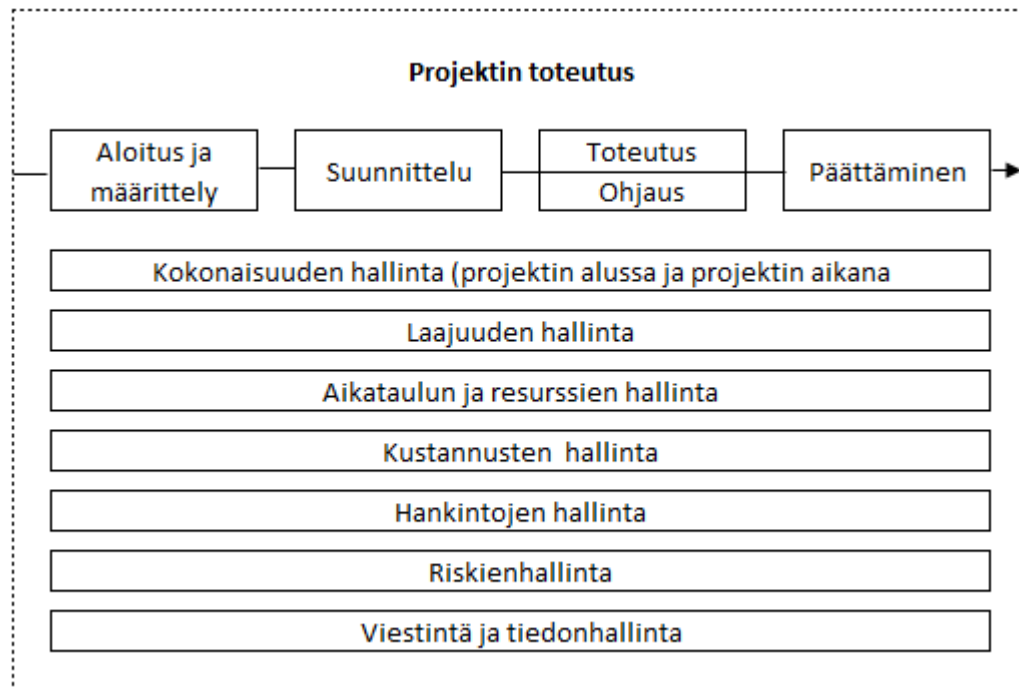 Projektin toteutus
Aloitus ja
määrittely
Suunnittelu
Toteutus
Ohjaus
Päättäminen
Kokonaisuuden hallinta (projektin alussa ja projektin aikana
Laajuuden hallinta
Aikataulun ja resurssien hallinta
Kustannusten  hallinta
Hankintojen hallinta
Riskienhallinta
Viestintä ja tiedonhallinta